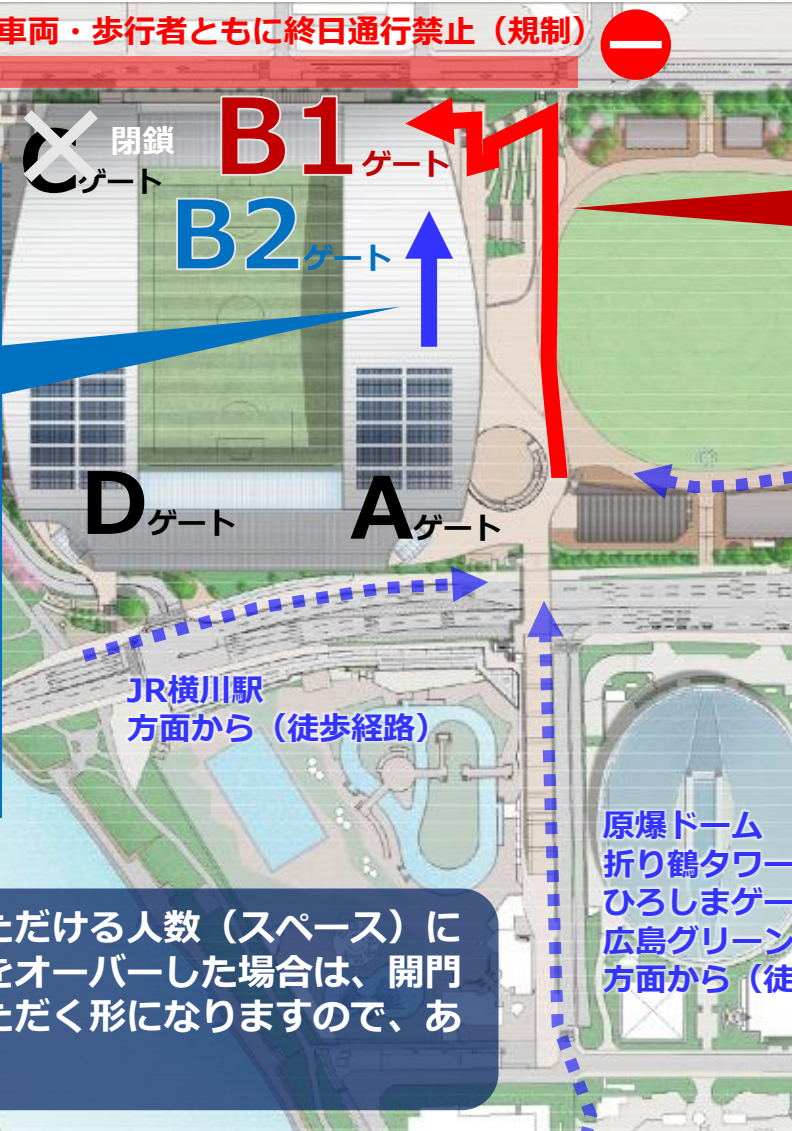 車両・歩行者ともに終日通行禁止（規制）
Cゲート
閉鎖
B1ゲート
B2ゲート
Dゲート
Aゲート
JR横川駅
方面から（徒歩経路）
原爆ドーム
折り鶴タワー
ひろしまゲー
広島グリーン
方面から（徒
ただける人数（スペース）に
をオーバーした場合は、開門
ただく形になりますので、あ